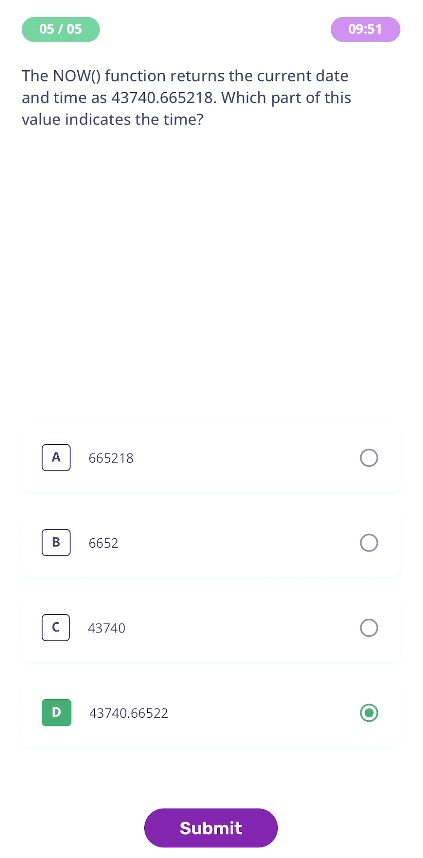 05 / 05
09:51
The NOW() function returns the current date
and time as 43740.665218. Which part of this
value indicates the time?
A 665218
B 6652
C 43740
D 43740.66522
Submit